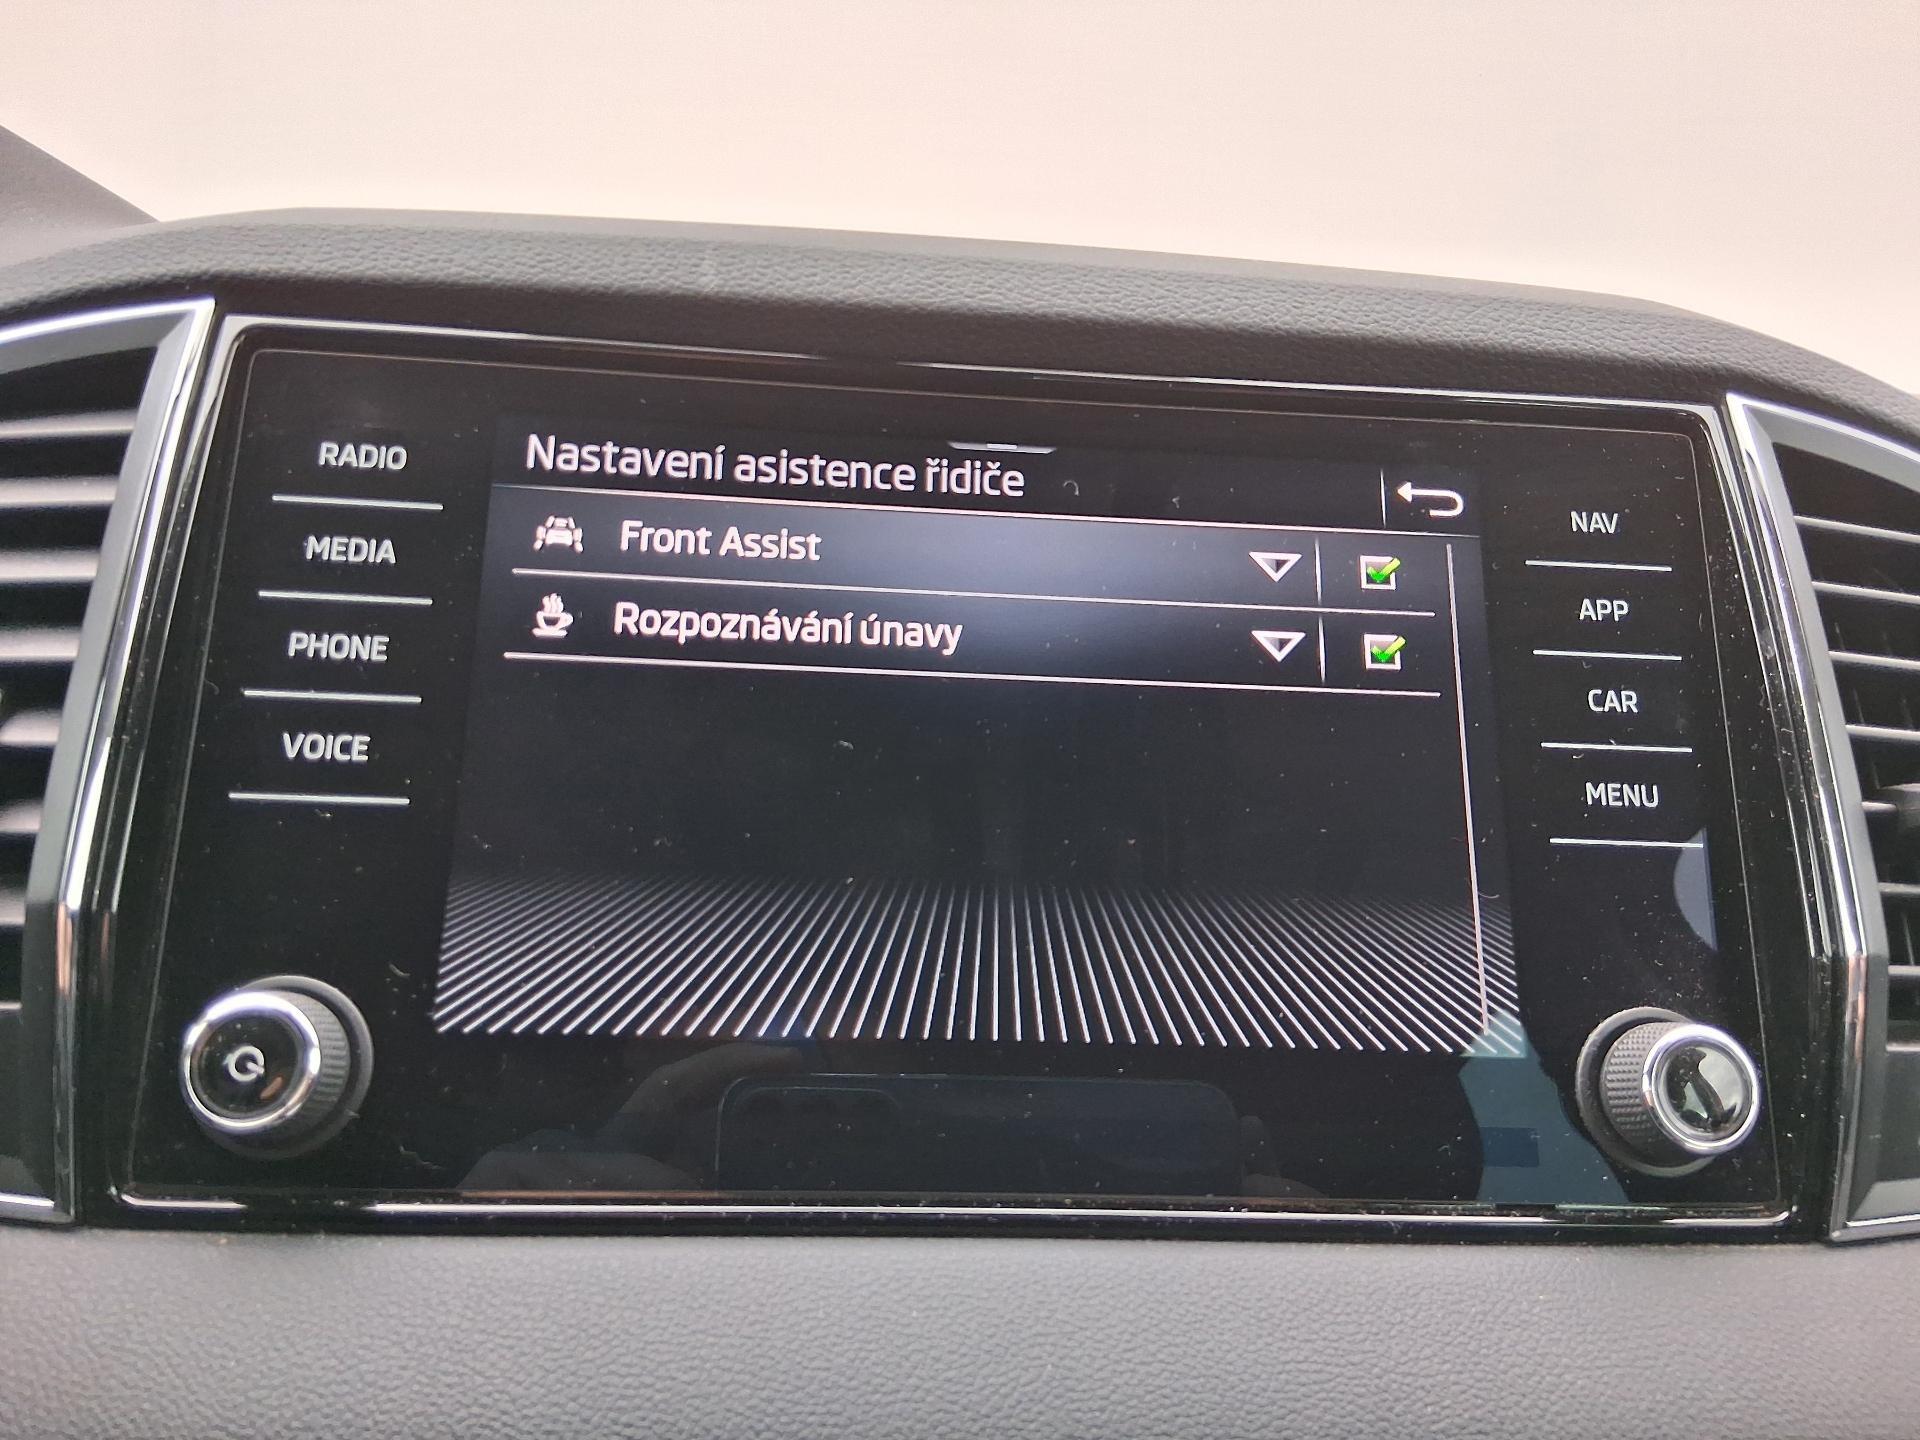 RADIO
MEDIA
PHONE
VOICE
Nastavení asistence řidiče
Front Assist
Rozpoznávání únavy
NAV
APP
CAR
MENU